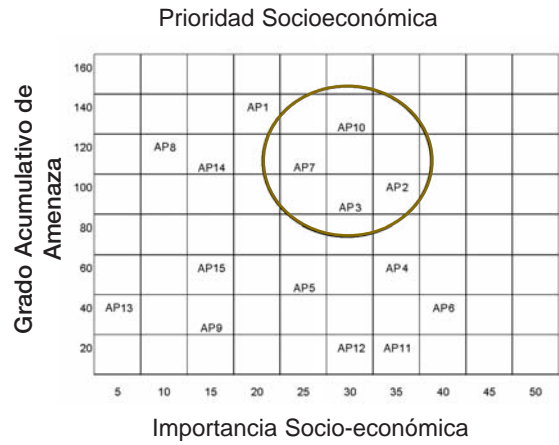 Prioridad Socioeconómica
Grado Acumulativo de
Amenaza
160
140
AP1
AP10
120
AP8
AP14
AP7
100
AP2
AP3
80
60
AP15
AP4
AP5
40
AP13
AP6
AP9
20
AP12
AP11
5
10
15
20
25
30
35
40
45
50
Importancia Socio-económica